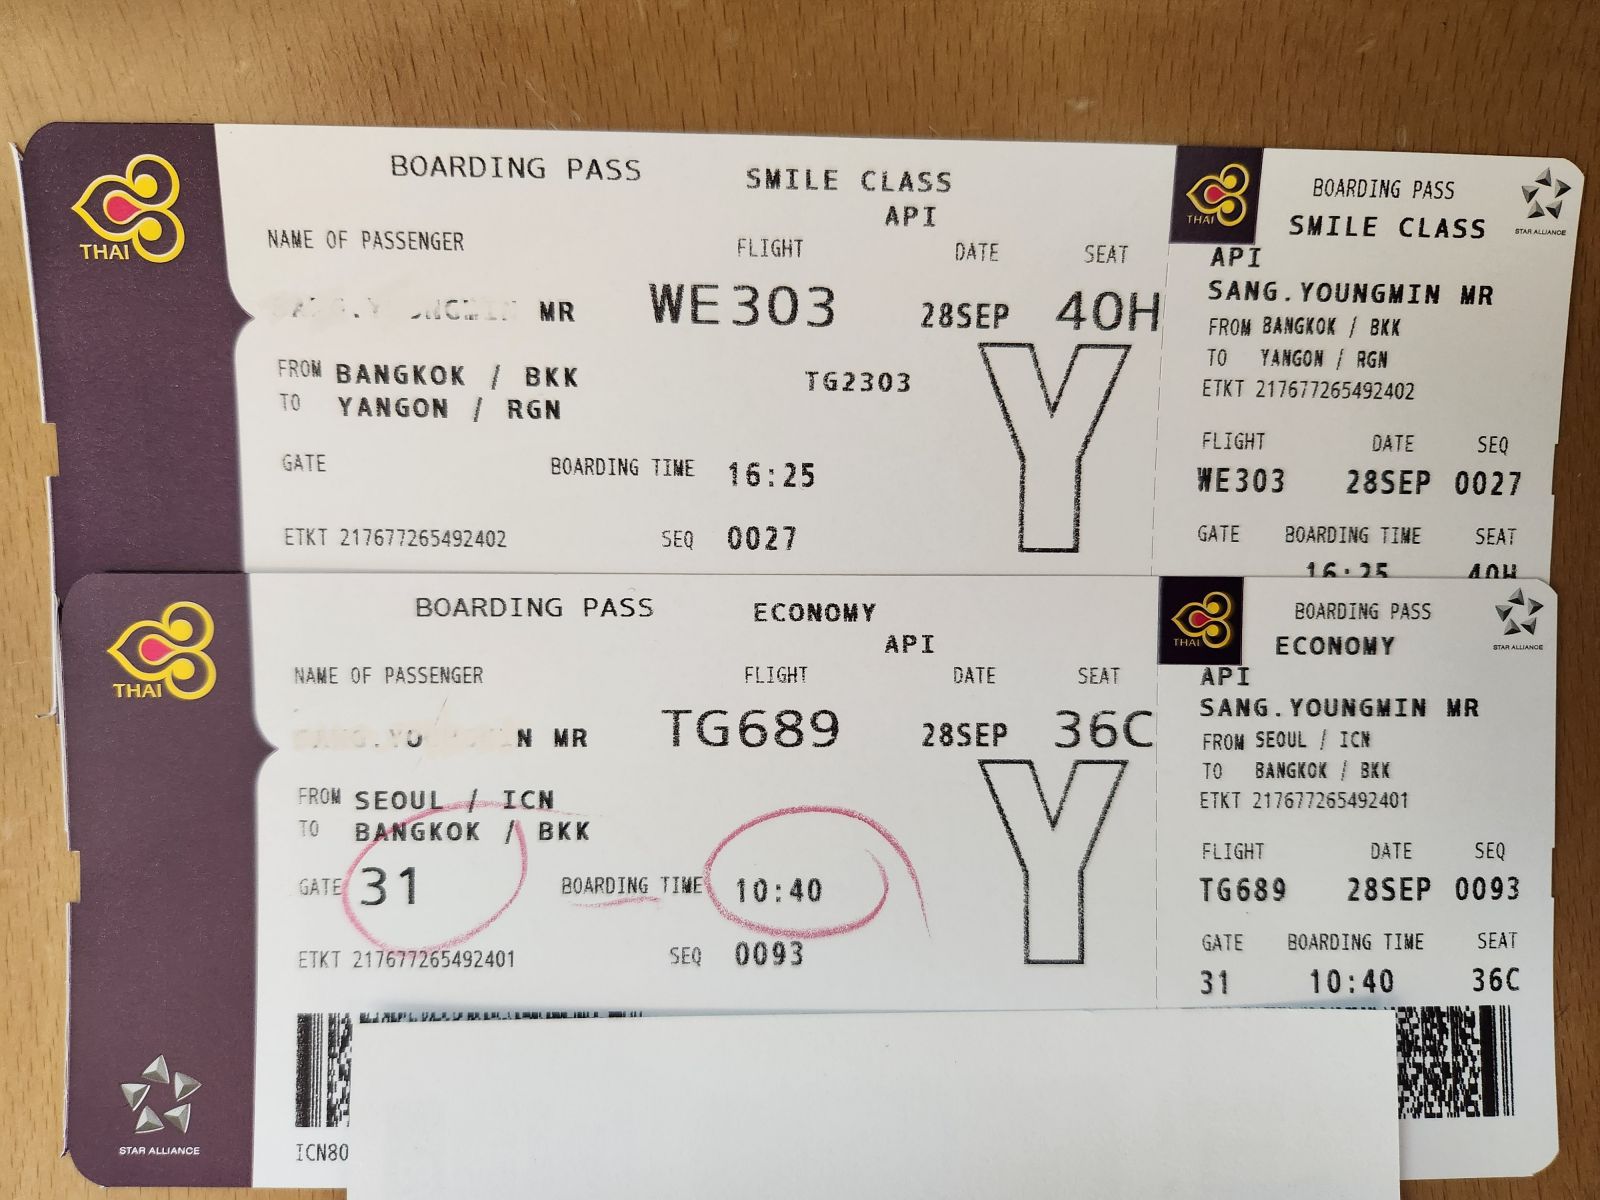 THAI
BOARDING PASS
SMILE CLASS
API
NAME OF PASSENGER
FLIGHT DATE SEAT
MR WE303 28SEP 40H
FROM BANGKOK / BKK
TG2303
TO YANGON / RGN
Y
GATE BOARDING TIME 16:25
ETKT 217677265492402 SEQ 0027
THAI
BOARDING PASS
STAR ALLIANCE
SMILE CLASS
API
SANG.YOUNGMIN MR
FROM BANGKOK / BKK
TO YANGON / RGN
ETKT 217677265492402
FLIGHT DATE SEQ
WE303 28SEP 0027
GATE BOARDING TIME SEAT
16:25 40H
THAI
BOARDING PASS
ECONOMY
API
NAME OF PASSENGER
FLIGHT DATE SEAT
MR TG689 28SEP 36C
FROM SEOUL / ICN
TO BANGKOK / BKK
Y
GATE 31 BOARDING TIME 10:40
ETKT 217677265492401 SEQ 0093
STAR ALLIANCE
ICN80
THAI
BOARDING PASS
STAR ALLIANCE
ECONOMY
API
SANG.YOUNGMIN MR
FROM SEOUL / ICN
TO BANGKOK / BKK
ETKT 217677265492401
FLIGHT DATE SEQ
TG689 28SEP 0093
GATE BOARDING TIME SEAT
31 10:40 36C